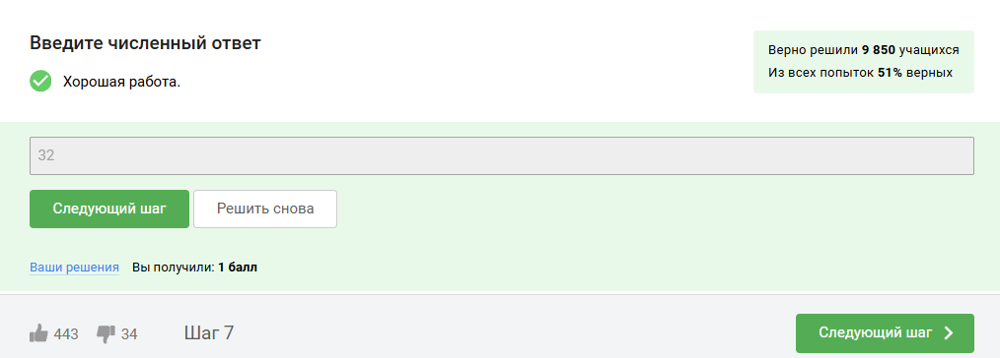 Введите численный ответ
Верно решили 9 850 учащихся
Из всех попыток 51% верных
Хорошая работа.
32
Следующий шаг
Решить снова
Ваши решения Вы получили: 1 балл
443 34 Шаг 7 Следующий шаг